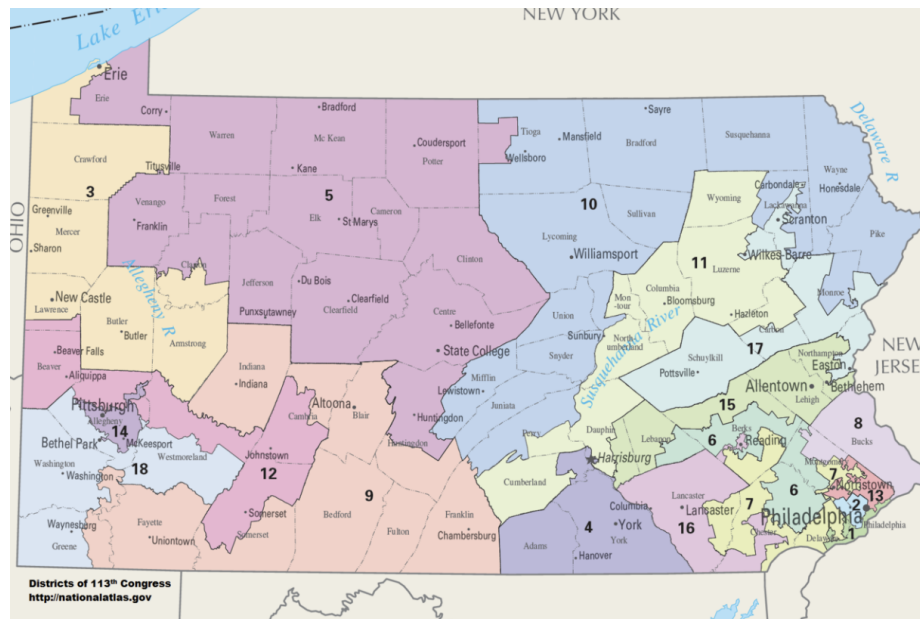 NEW YORK
Lake Erie
Erie
Erie
Corry
Bradford
Sayre
Warren
Mc Kean
Coudersport
Potter
Tioga
Mansfield
Wellsboro
Bradford
Susquehanna
Delaware R
Crawford
Titusville
Kane
Wayne
Honesdale
Carbondale
Lackawanna
Wyoming
3
5
10
Venango
Forest
Franklin
Elk
St Marys
Cameron
Sullivan
Scranton
Greenville
Mercer
Lycoming
Pike
OHIO
Sharon
Clarion
Clinton
Williamsport
11
Luzerne
Wilkes-Barre
Allegheny R
Jefferson
Du Bois
Columbia
Mon
-tour
Bloomsburg
Monroe
New Castle
Lawrence
Clearfield
Clearfield
Punxsutawney
Centre
Union
Hazleton
Butler
Butler
Bellefonte
Sunbury
North
umberland
Carbon
Armstrong
State College
Snyder
Susquehanna River
17
NEW
JERSEY
Beaver Falls
Beaver
Schuylkill
Northampton
Easton
Indiana
Indiana
Mifflin
Pottsville
Aliquippa
Lewistown
Allentown
Bethlehem
Lehigh
Pittsburgh
Allegheny
Altoona
Blair
Juniata
15
Cambria
Huntingdon
Huntingdon
14
Perry
Dauphin
8
Bucks
Bethel Park
McKeesport
Lebanon
6
Berks
Reading
Johnstown
Harrisburg
Westmoreland
Washington
Washington
18
12
Cumberland
Montgomery
7
Norristown
9
6
13
Lancaster
Lancaster
Columbia
Waynesburg
Greene
Fayette
Uniontown
Somerset
Somerset
Bedford
Fulton
Franklin
Chambersburg
4
York
York
16
7
Philadelphia
2
Philadelphia
Chester
Delaware
1
Adams
Hanover
Districts of 113th Congress
http://nationalatlas.gov